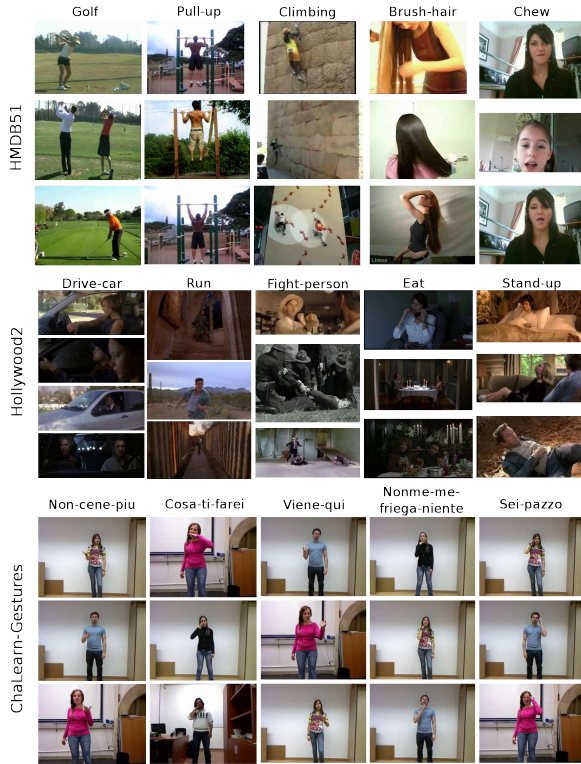 Golf
Pull-up
Climbing
Brush-hair
Chew
HMDB51
Drive-car
Run
Fight-person
Eat
Stand-up
Hollywood2
Non-cene-piu
Cosa-ti-farei
Viene-qui
Nonme-me-
friega-niente
Sei-pazzo
ChaLearn-Gestures